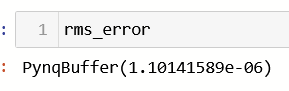 : 1 rms_error
: PynqBuffer(1.10141589e-06)